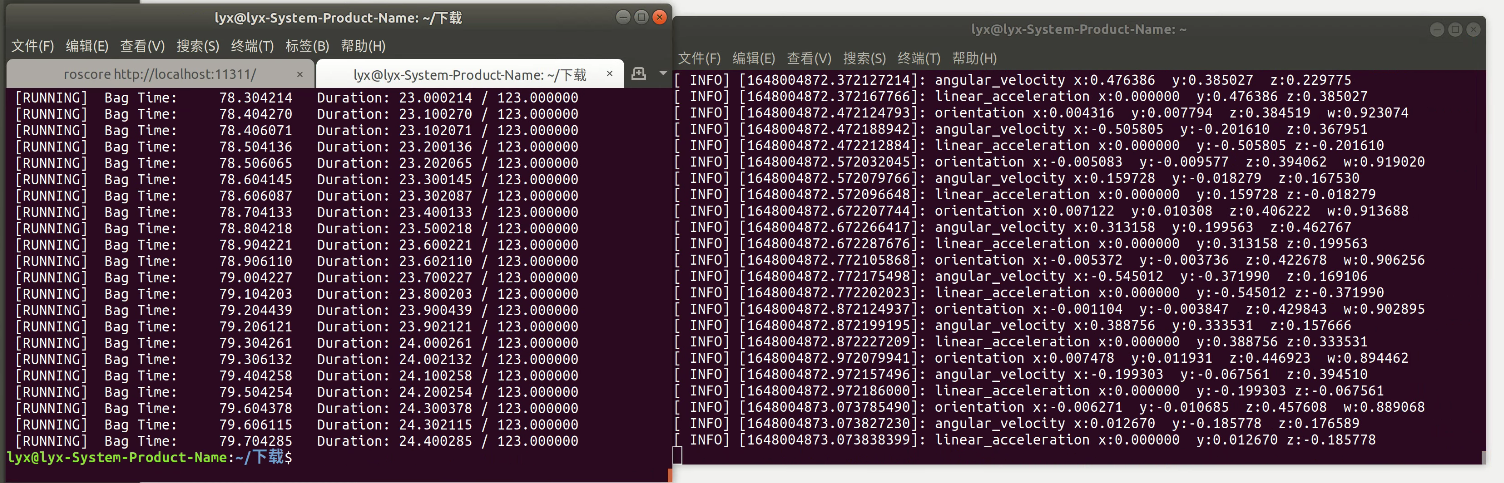 lyx@lyx-System-Product-Name: ~/下载
文件(F) 编辑(E) 查看(V) 搜索(S) 终端(T) 标签(B) 帮助(H)
roscore http://localhost:11311/ × lyx@lyx-System-Product-Name: ~/下载 ×
[RUNNING] Bag Time: 78.304214 Duration: 23.000214 / 123.000000
[RUNNING] Bag Time: 78.404270 Duration: 23.100270 / 123.000000
[RUNNING] Bag Time: 78.406071 Duration: 23.102071 / 123.000000
[RUNNING] Bag Time: 78.504136 Duration: 23.200136 / 123.000000
[RUNNING] Bag Time: 78.506065 Duration: 23.202065 / 123.000000
[RUNNING] Bag Time: 78.604145 Duration: 23.300145 / 123.000000
[RUNNING] Bag Time: 78.606087 Duration: 23.302087 / 123.000000
[RUNNING] Bag Time: 78.704133 Duration: 23.400133 / 123.000000
[RUNNING] Bag Time: 78.804218 Duration: 23.500218 / 123.000000
[RUNNING] Bag Time: 78.904221 Duration: 23.600221 / 123.000000
[RUNNING] Bag Time: 78.906110 Duration: 23.602110 / 123.000000
[RUNNING] Bag Time: 79.004227 Duration: 23.700227 / 123.000000
[RUNNING] Bag Time: 79.104203 Duration: 23.800203 / 123.000000
[RUNNING] Bag Time: 79.204439 Duration: 23.900439 / 123.000000
[RUNNING] Bag Time: 79.206121 Duration: 23.902121 / 123.000000
[RUNNING] Bag Time: 79.304261 Duration: 24.000261 / 123.000000
[RUNNING] Bag Time: 79.306132 Duration: 24.002132 / 123.000000
[RUNNING] Bag Time: 79.404258 Duration: 24.100258 / 123.000000
[RUNNING] Bag Time: 79.504254 Duration: 24.200254 / 123.000000
[RUNNING] Bag Time: 79.604378 Duration: 24.300378 / 123.000000
[RUNNING] Bag Time: 79.606115 Duration: 24.302115 / 123.000000
[RUNNING] Bag Time: 79.704285 Duration: 24.400285 / 123.000000
lyx@lyx-System-Product-Name:~/下载$
lyx@lyx-System-Product-Name: ~
文件(F) 编辑(E) 查看(V) 搜索(S) 终端(T) 帮助(H)
[ INFO] [1648004872.372127214]: angular_velocity x:0.476386 y:0.385027 z:0.229775
[ INFO] [1648004872.372167766]: linear_acceleration x:0.000000 y:0.476386 z:0.385027
[ INFO] [1648004872.472124793]: orientation x:0.004316 y:0.007794 z:0.384519 w:0.923074
[ INFO] [1648004872.472188942]: angular_velocity x:-0.505805 y:-0.201610 z:0.367951
[ INFO] [1648004872.472212884]: linear_acceleration x:0.000000 y:-0.505805 z:-0.201610
[ INFO] [1648004872.572032045]: orientation x:-0.005083 y:-0.009577 z:0.394062 w:0.919020
[ INFO] [1648004872.572079766]: angular_velocity x:0.159728 y:-0.018279 z:0.167530
[ INFO] [1648004872.572096648]: linear_acceleration x:0.000000 y:0.159728 z:-0.018279
[ INFO] [1648004872.672207744]: orientation x:0.007122 y:0.010308 z:0.406222 w:0.913688
[ INFO] [1648004872.672266417]: angular_velocity x:0.313158 y:0.199563 z:0.462767
[ INFO] [1648004872.672287676]: linear_acceleration x:0.000000 y:0.313158 z:0.199563
[ INFO] [1648004872.772105868]: orientation x:-0.005372 y:-0.003736 z:0.422678 w:0.906256
[ INFO] [1648004872.772175498]: angular_velocity x:-0.545012 y:-0.371990 z:0.169106
[ INFO] [1648004872.772202023]: linear_acceleration x:0.000000 y:-0.545012 z:-0.371990
[ INFO] [1648004872.872124937]: orientation x:-0.001104 y:-0.003847 z:0.429843 w:0.902895
[ INFO] [1648004872.872199195]: angular_velocity x:0.388756 y:0.333531 z:0.157666
[ INFO] [1648004872.872227209]: linear_acceleration x:0.000000 y:0.388756 z:0.333531
[ INFO] [1648004872.972079941]: orientation x:0.007478 y:0.011931 z:0.446923 w:0.894462
[ INFO] [1648004872.972157496]: angular_velocity x:-0.199303 y:-0.067561 z:0.394510
[ INFO] [1648004872.972186000]: linear_acceleration x:0.000000 y:-0.199303 z:-0.067561
[ INFO] [1648004873.073785490]: orientation x:-0.006271 y:-0.010685 z:0.457608 w:0.889068
[ INFO] [1648004873.073827230]: angular_velocity x:0.012670 y:-0.185778 z:0.176589
[ INFO] [1648004873.073838399]: linear_acceleration x:0.000000 y:0.012670 z:-0.185778